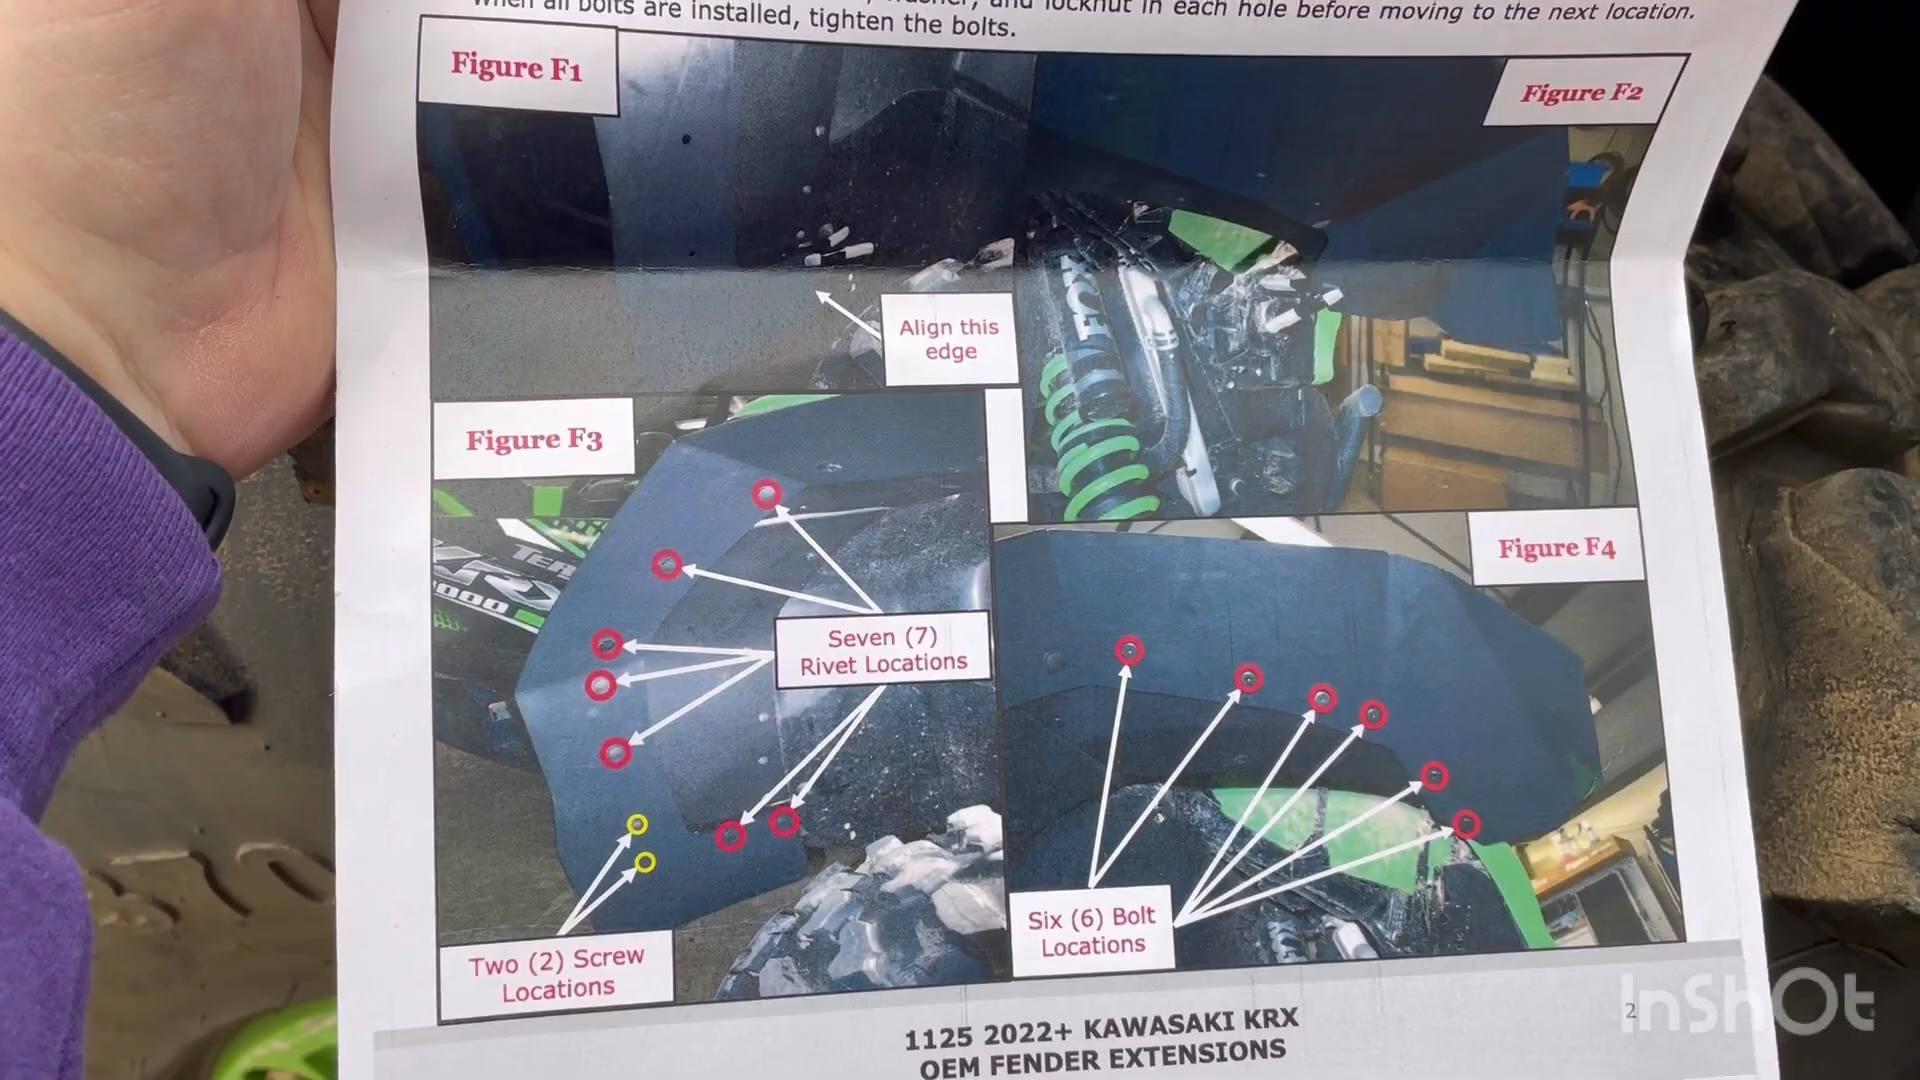 and locknut in each hole before moving to the next location.
When all bolts are installed, tighten the bolts.
Figure F1
Figure F2
Align this
edge
FOX
Figure F3
Figure F4
1000
Seven (7)
Rivet Locations
Six (6) Bolt
Locations
Two (2) Screw
Locations
1125 2022+ KAWASAKI KRX
OEM FENDER EXTENSIONS
2
InShOt